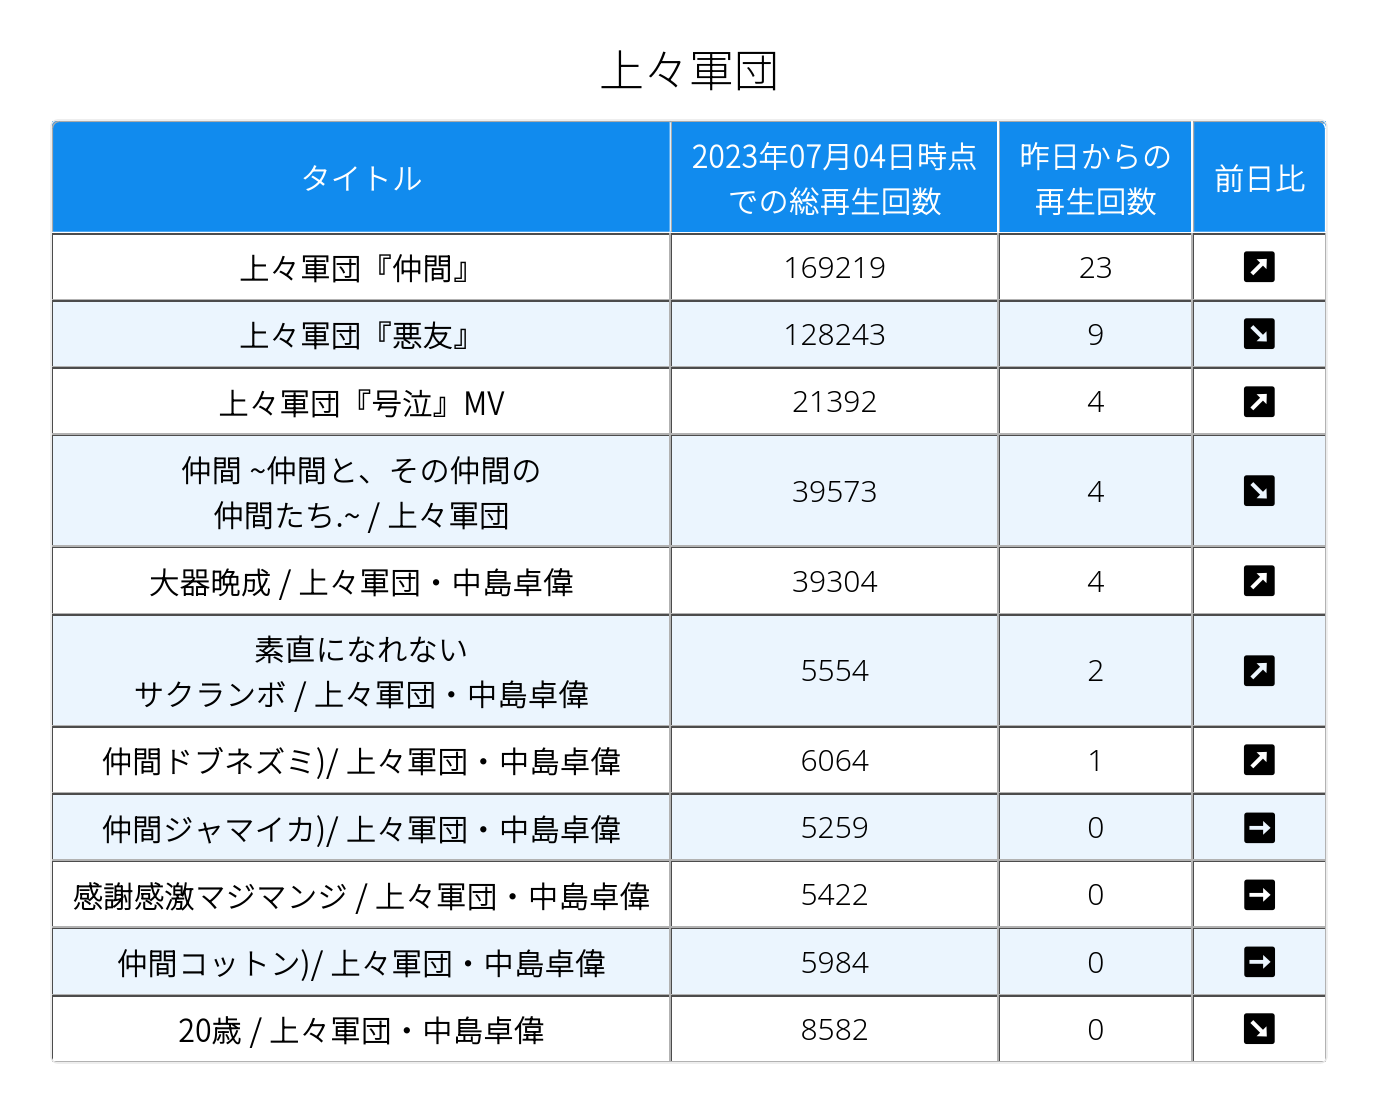 上々軍団
タイトル
2023年07月04日時点
での総再生回数
昨日からの
再生回数
前日比
上々軍団『仲間』
169219
23
上々軍団『悪友』
128243
9
上々軍団『号泣』MV
21392
4
仲間 ~仲間と、その仲間の
仲間たち.~ / 上々軍団
39573
4
大器晩成 / 上々軍団・中島卓偉
39304
4
素直になれない
サクランボ / 上々軍団・中島卓偉
5554
2
仲間ドブネズミ)/ 上々軍団・中島卓偉
6064
1
仲間ジャマイカ)/ 上々軍団・中島卓偉
5259
0
感謝感激マジマンジ / 上々軍団・中島卓偉
5422
0
仲間コットン)/ 上々軍団・中島卓偉
5984
0
20歳 / 上々軍団・中島卓偉
8582
0